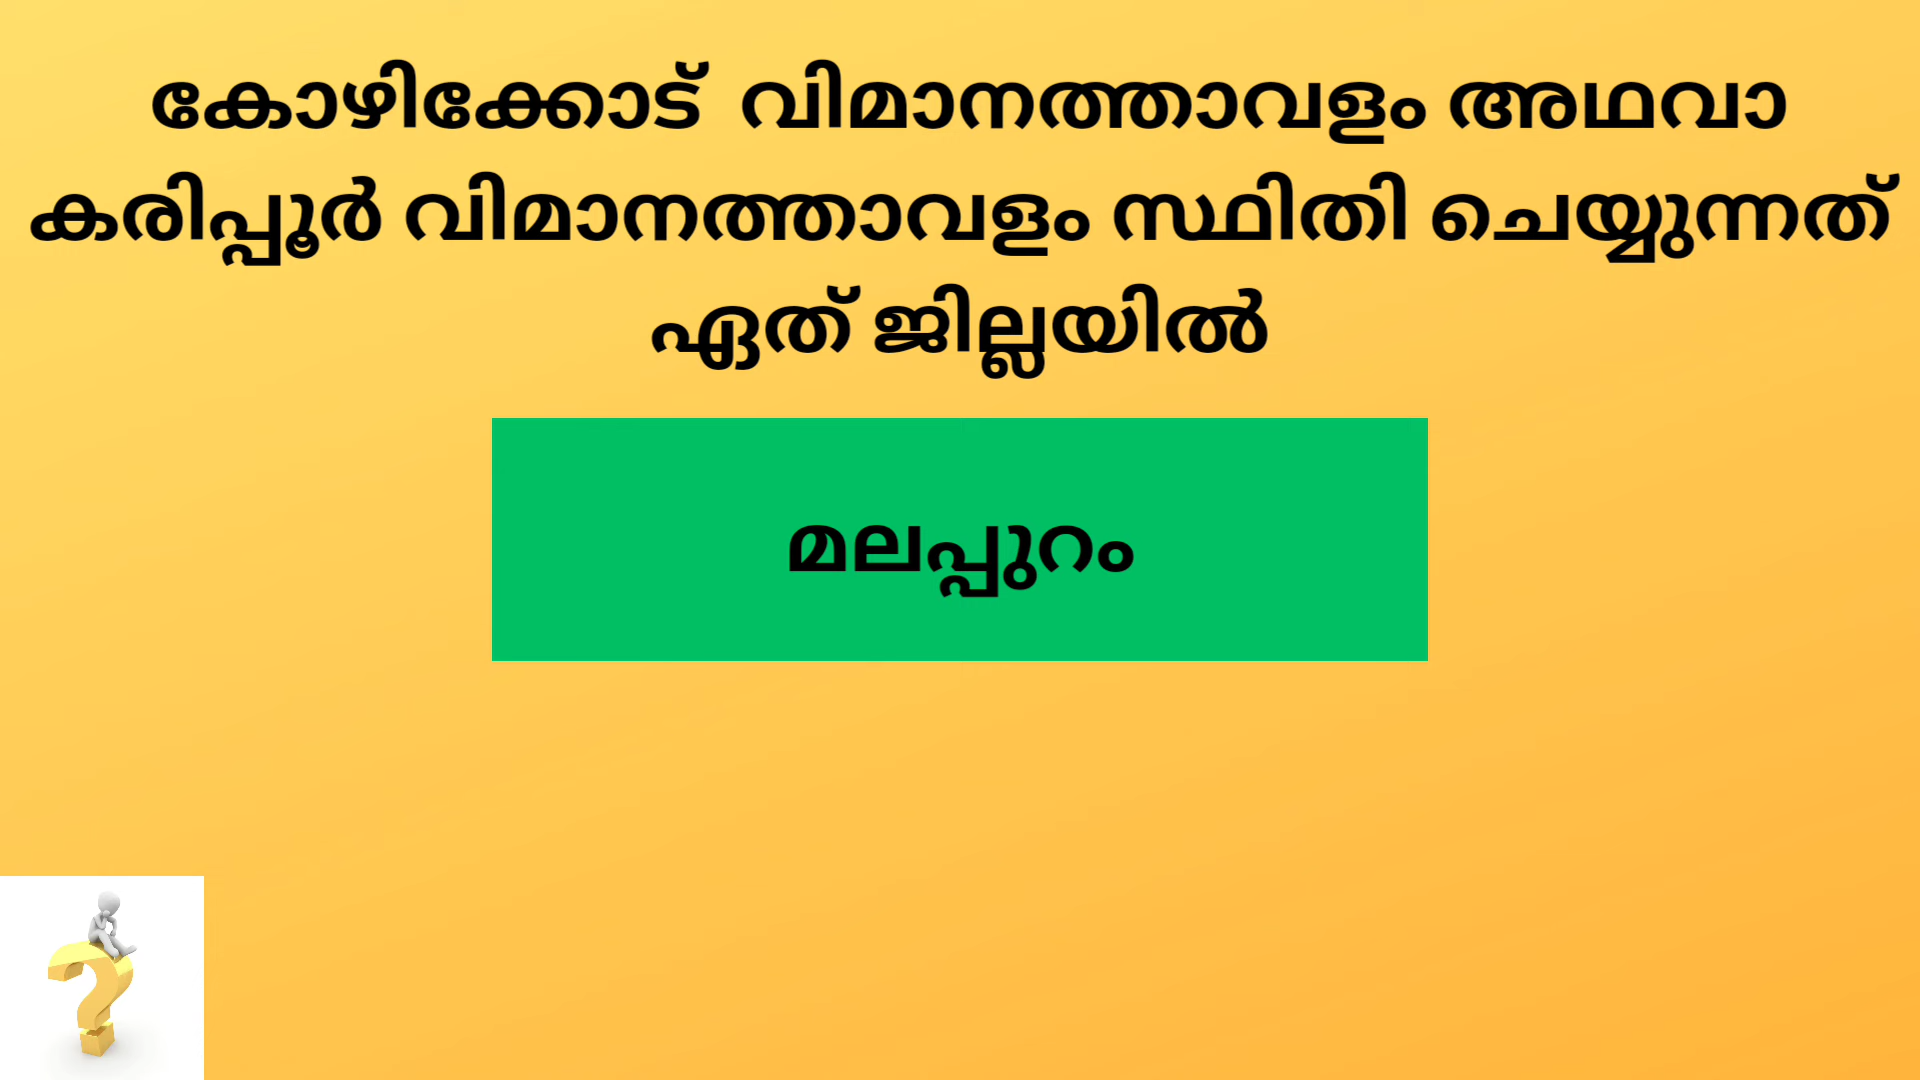 കോഴിക്കോട് വിമാനത്താവളം അഥവാ
കരിപ്പൂർ വിമാനത്താവളം സ്ഥിതി ചെയ്യുന്നത്
ഏത് ജില്ലയിൽ
മലപ്പുറം